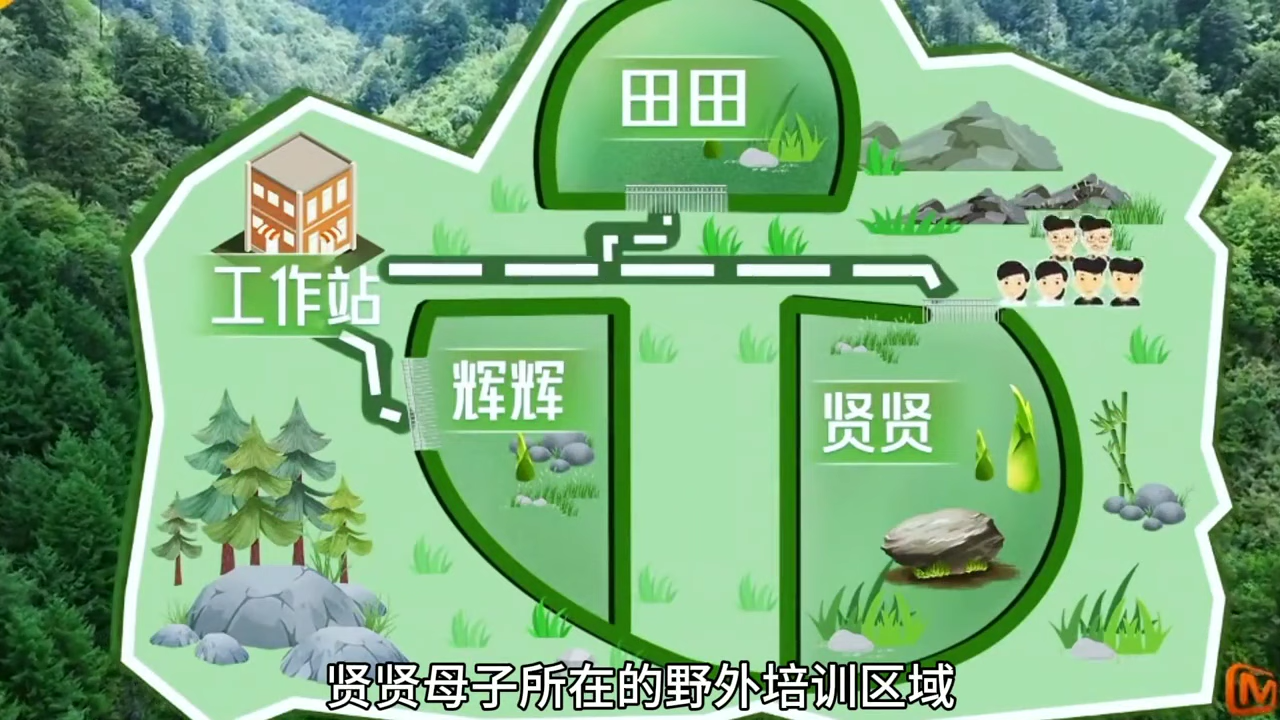 田田
工作站
辉辉
贤贤
贤贤母子所在的野外培训区域